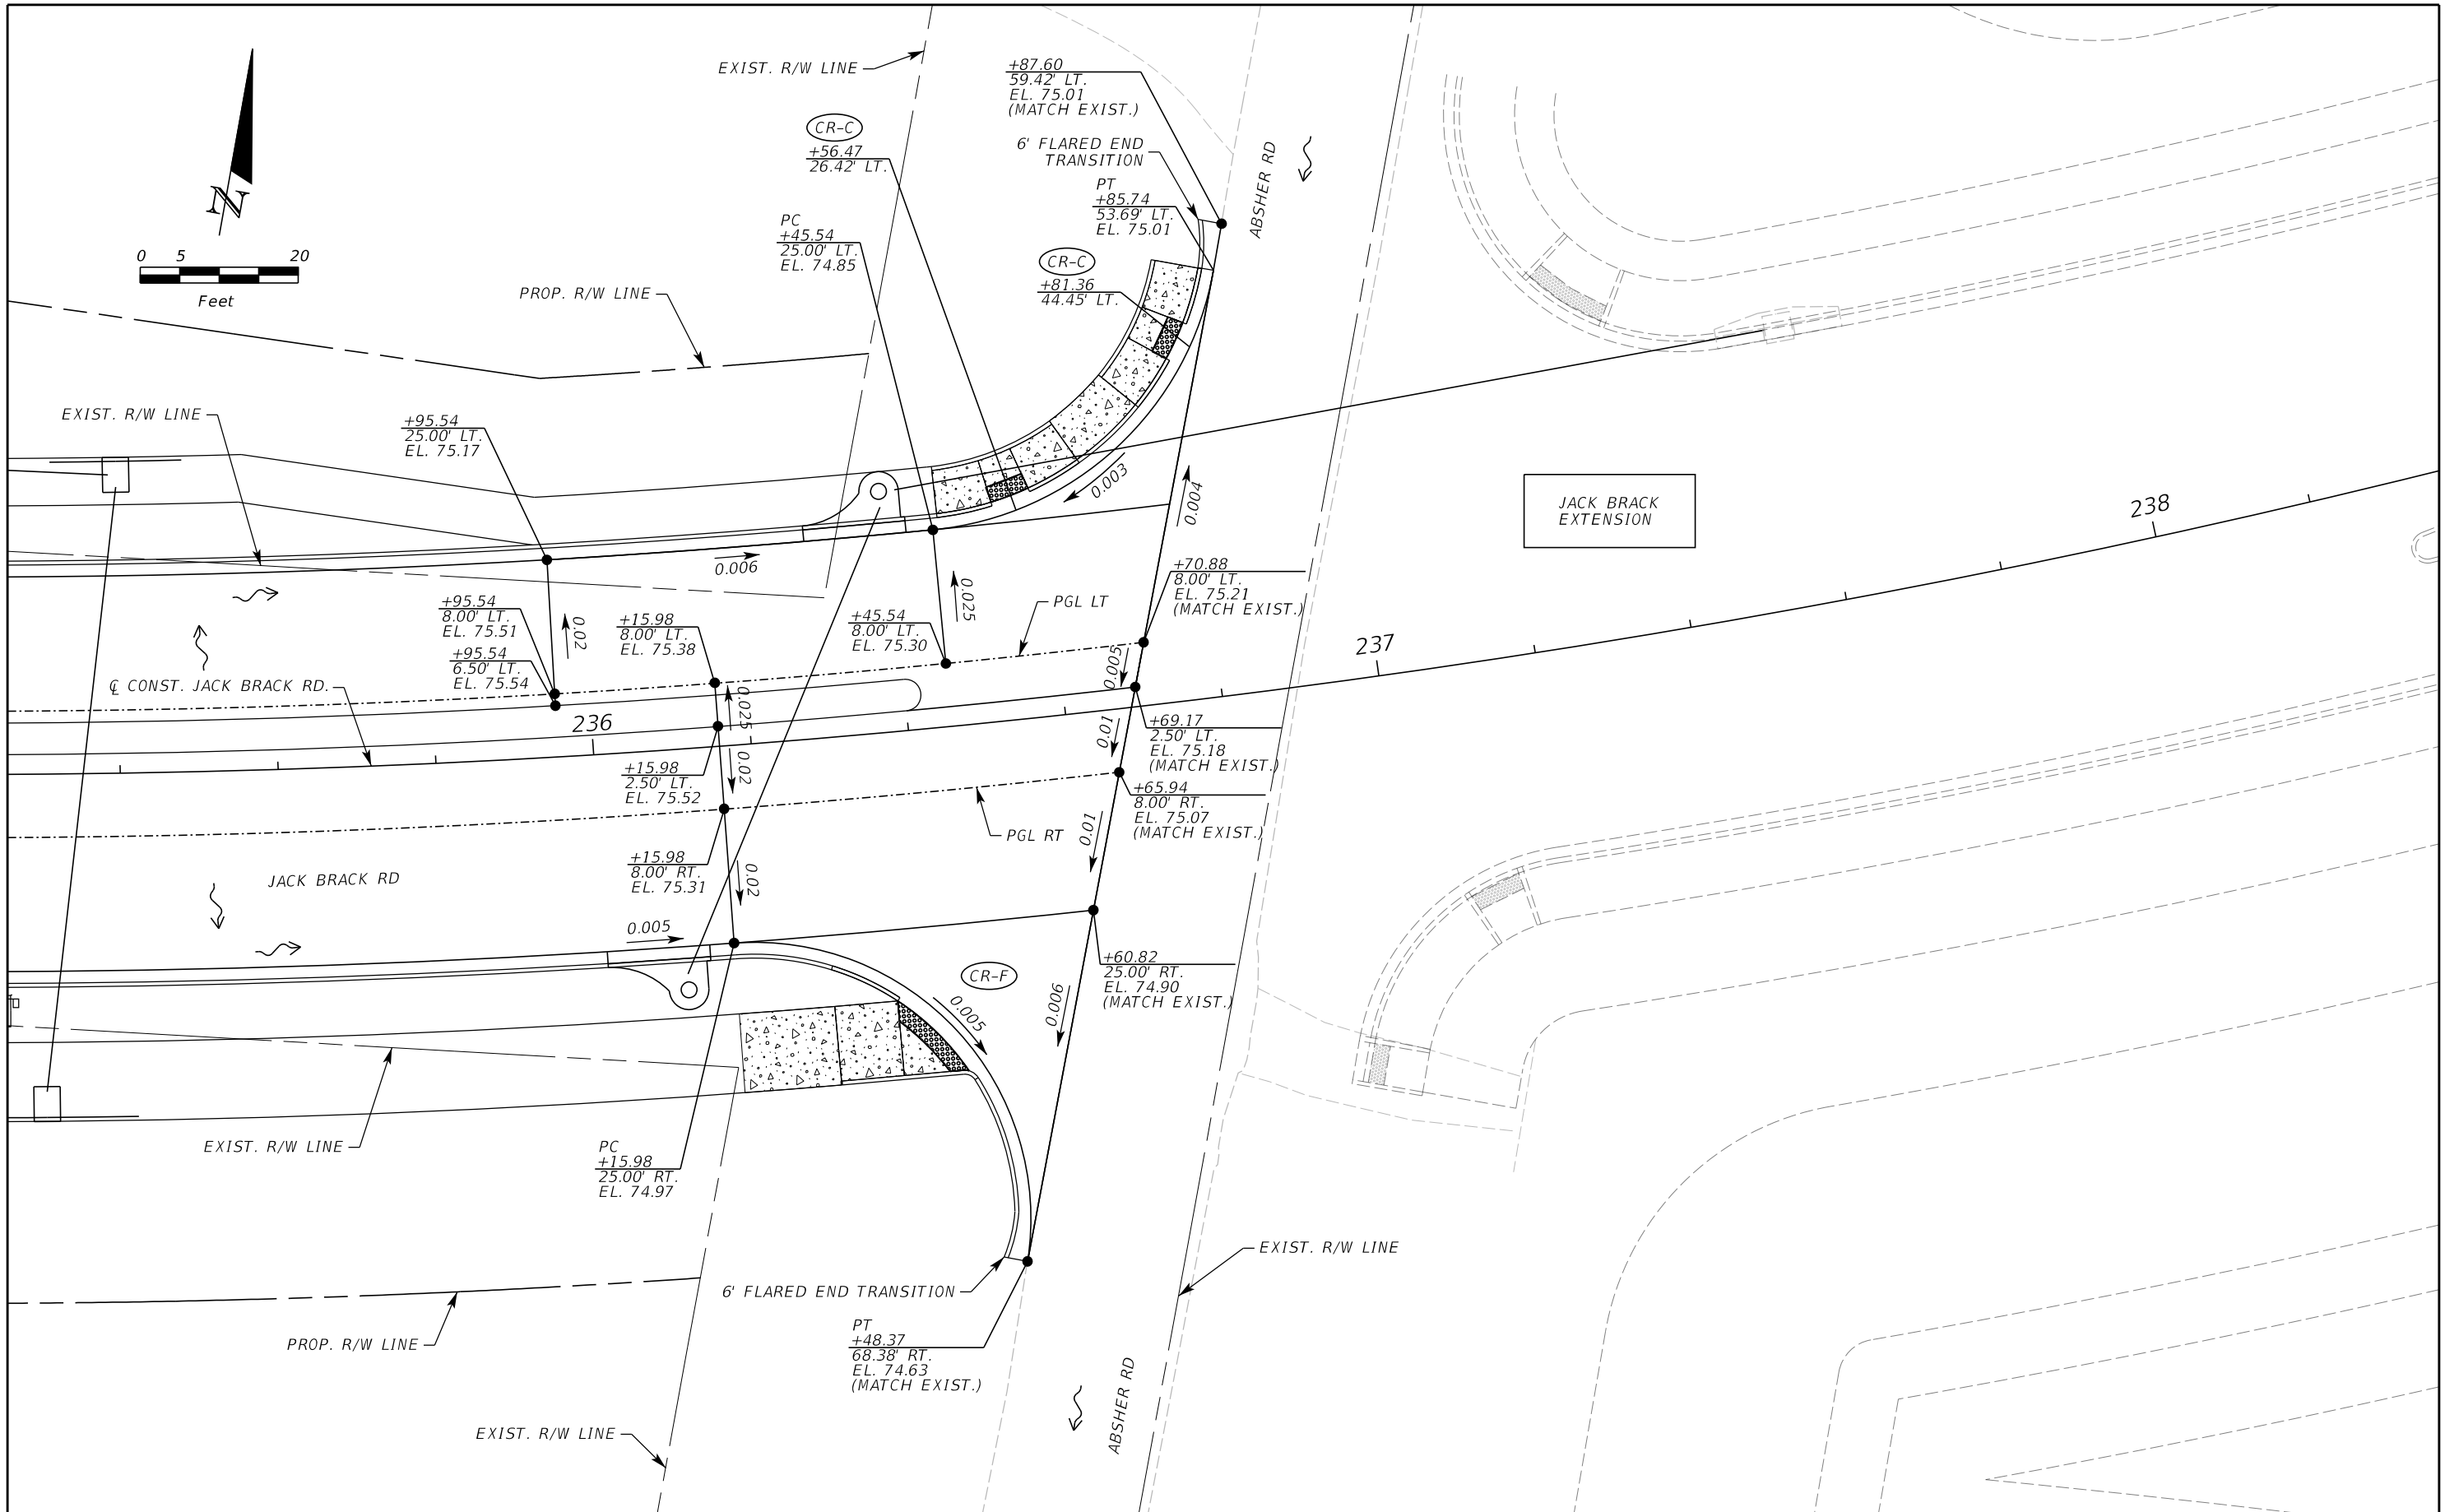 EXIST. R/W LINE
+87.60
59.42' LT.
EL. 75.01
(MATCH EXIST.)
CR-C
+56.47
26.42' LT.
6' FLARED END
TRANSITION
ABSHER RD
PT
+85.74
53.69' LT.
EL. 75.01
N
PC
+45.54
25.00' LT.
EL. 74.85
0 5 20
Feet
CR-C
+81.36
44.45' LT.
PROP. R/W LINE
EXIST. R/W LINE
+95.54
25.00' LT.
EL. 75.17
0.003
0.004
JACK BRACK
EXTENSION
238
0.006
+70.88
8.00' LT.
EL. 75.21
(MATCH EXIST.)
+95.54
8.00' LT.
EL. 75.51
0.02
+15.98
8.00' LT.
EL. 75.38
+45.54
8.00' LT.
EL. 75.30
0.025
PGL LT
237
+95.54
6.50' LT.
EL. 75.54
0.005
℄ CONST. JACK BRACK RD.
236
0.025
0.01
+69.17
2.50' LT.
EL. 75.18
(MATCH EXIST.)
+15.98
2.50' LT.
EL. 75.52
0.02
+65.94
8.00' RT.
EL. 75.07
(MATCH EXIST.)
0.01
PGL RT
+15.98
8.00' RT.
EL. 75.31
0.02
JACK BRACK RD
0.005
+60.82
25.00' RT.
EL. 74.90
(MATCH EXIST.)
CR-F
0.005
0.006
EXIST. R/W LINE
PC
+15.98
25.00' RT.
EL. 74.97
EXIST. R/W LINE
6' FLARED END TRANSITION
PROP. R/W LINE
PT
+48.37
68.38' RT.
EL. 74.63
(MATCH EXIST.)
ABSHER RD
EXIST. R/W LINE